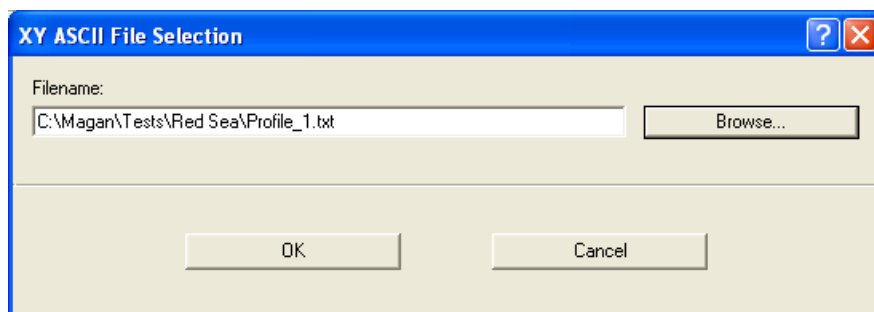 XY ASCII File Selection
Filename:
C:\Magan\Tests\Red Sea\Profile_1.txt
Browse...
OK
Cancel